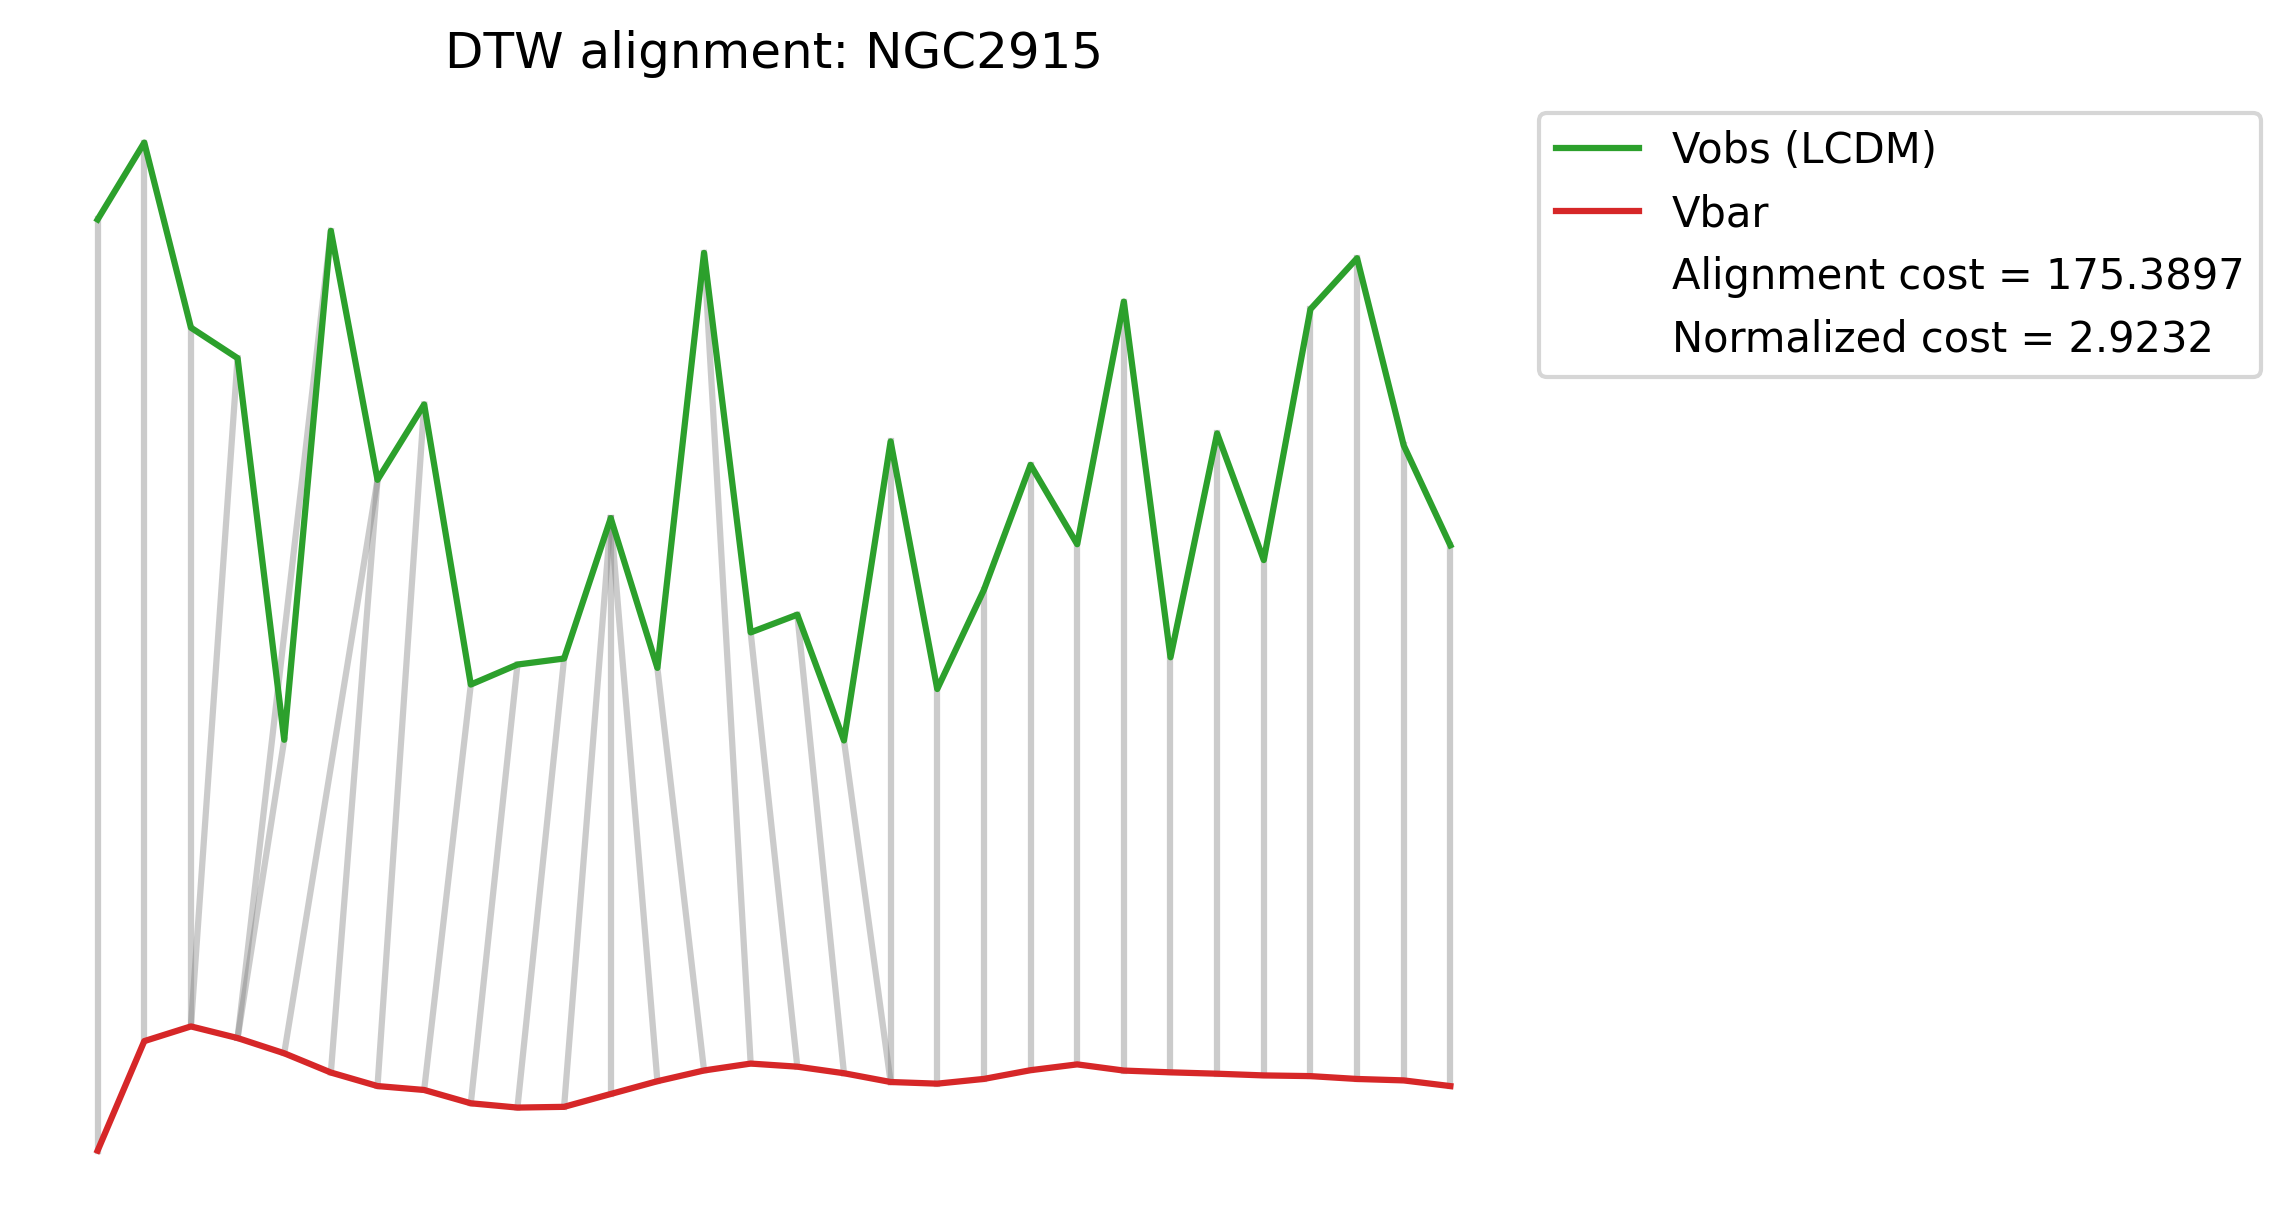 DTW alignment: NGC2915
Vobs (LCDM)
Vbar
Alignment cost = 175.3897
Normalized cost = 2.9232